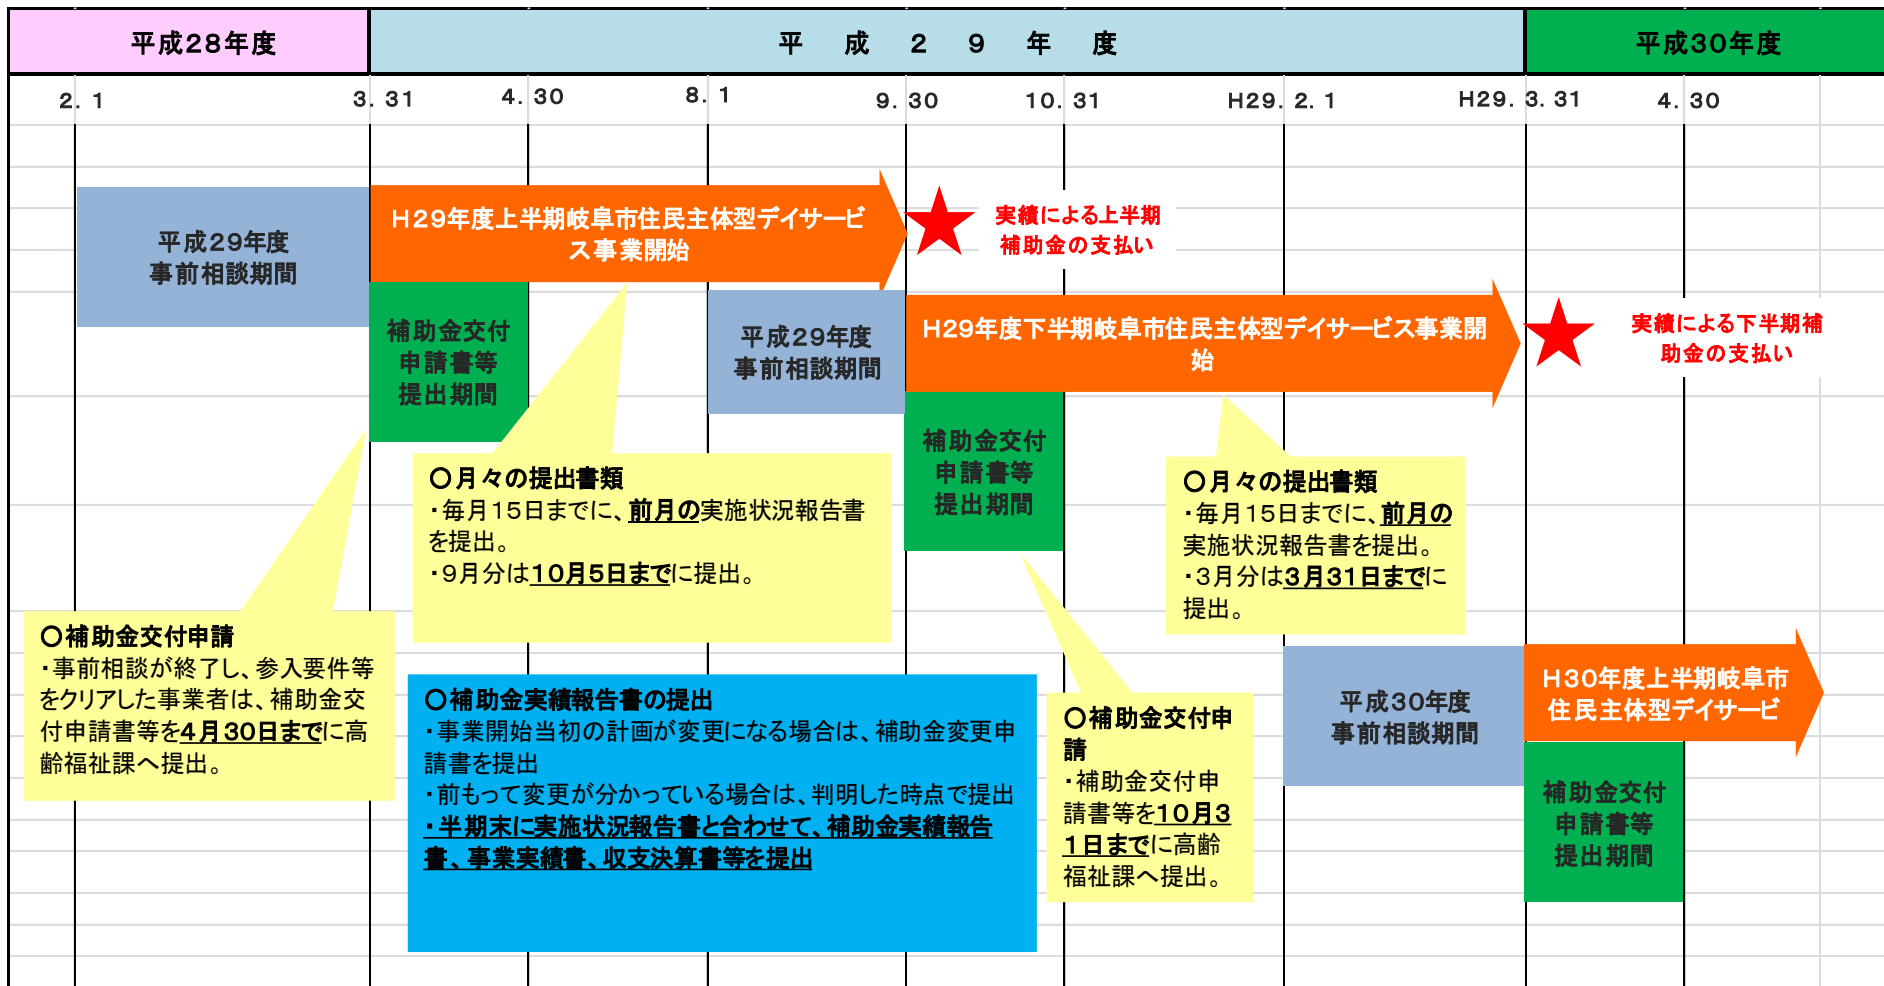 平成28年度
平成29年度
平成30年度
2. 1
3. 31
4. 30
8. 1
9. 30
10. 31
H29. 2. 1
H29. 3. 31
4. 30
平成29年度
事前相談期間
H29年度上半期岐阜市住民主体型デイサービ
ス事業開始
実績による上半期
補助金の支払い
補助金交付
申請書等
提出期間
平成29年度
事前相談期間
H29年度下半期岐阜市住民主体型デイサービス事業開
始
実績による下半期補
助金の支払い
補助金交付
申請書等
提出期間
○月々の提出書類
・毎月15日までに、前月の実施状況報告書
を提出。
・9月分は10月5日までに提出。
○月々の提出書類
・毎月15日までに、前月の
実施状況報告書を提出。
・3月分は3月31日までに
提出。
○補助金交付申請
・事前相談が終了し、参入要件等
をクリアした事業者は、補助金交
付申請書等を4月30日までに高
齢福祉課へ提出。
○補助金実績報告書の提出
・事業開始当初の計画が変更になる場合は、補助金変更申
請書を提出
・前もって変更が分かっている場合は、判明した時点で提出
・半期末に実施状況報告書と合わせて、補助金実績報告
書、事業実績書、収支決算書等を提出
○補助金交付申
請
・補助金交付申
請書等を10月3
1日までに高齢
福祉課へ提出。
平成30年度
事前相談期間
H30年度上半期岐阜市
住民主体型デイサービ
補助金交付
申請書等
提出期間